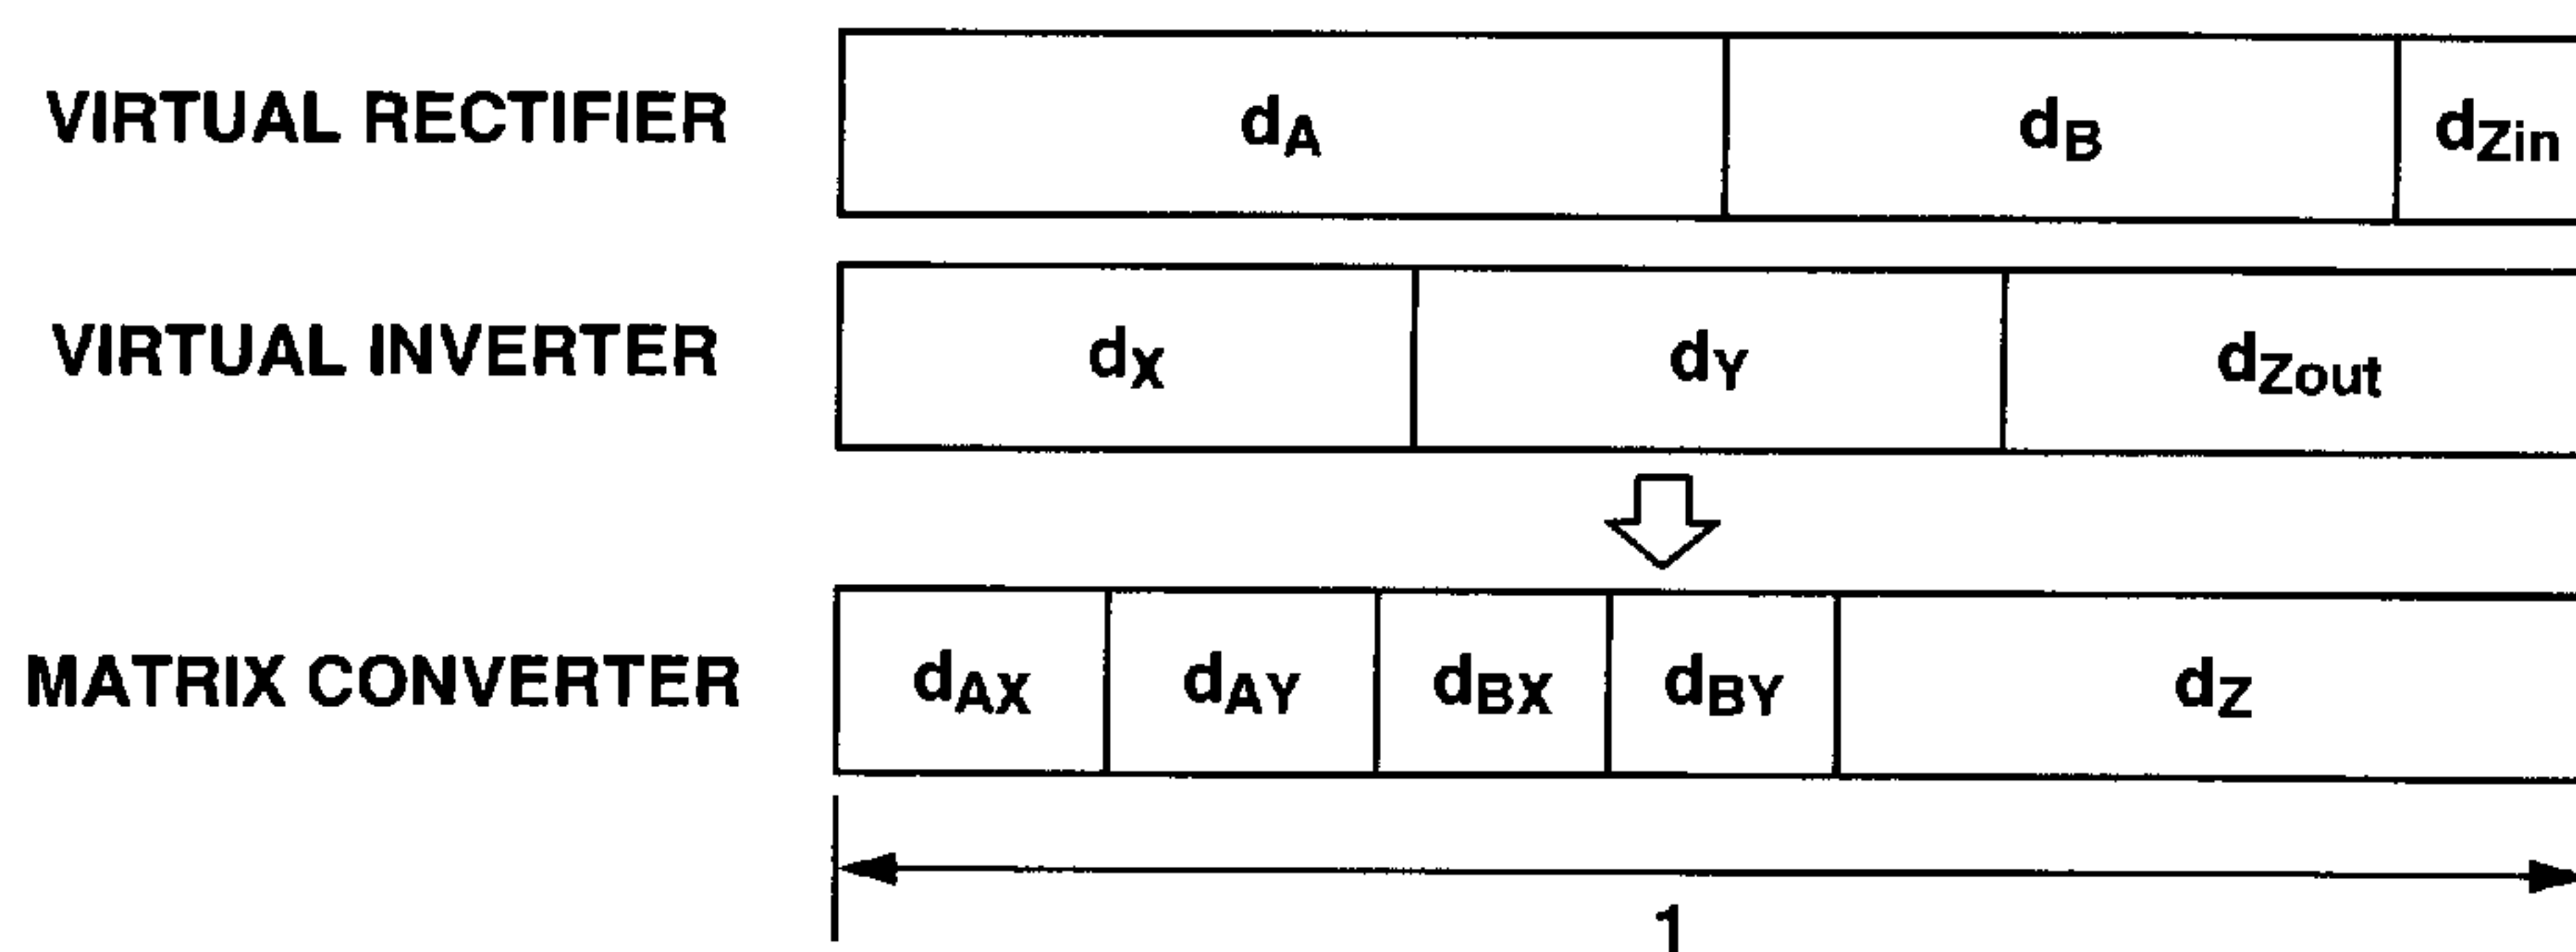 VIRTUAL RECTIFIER dA dB dZin
VIRTUAL INVERTER dX dY dZout
MATRIX CONVERTER dAX dAY dBX dBY dZ
1